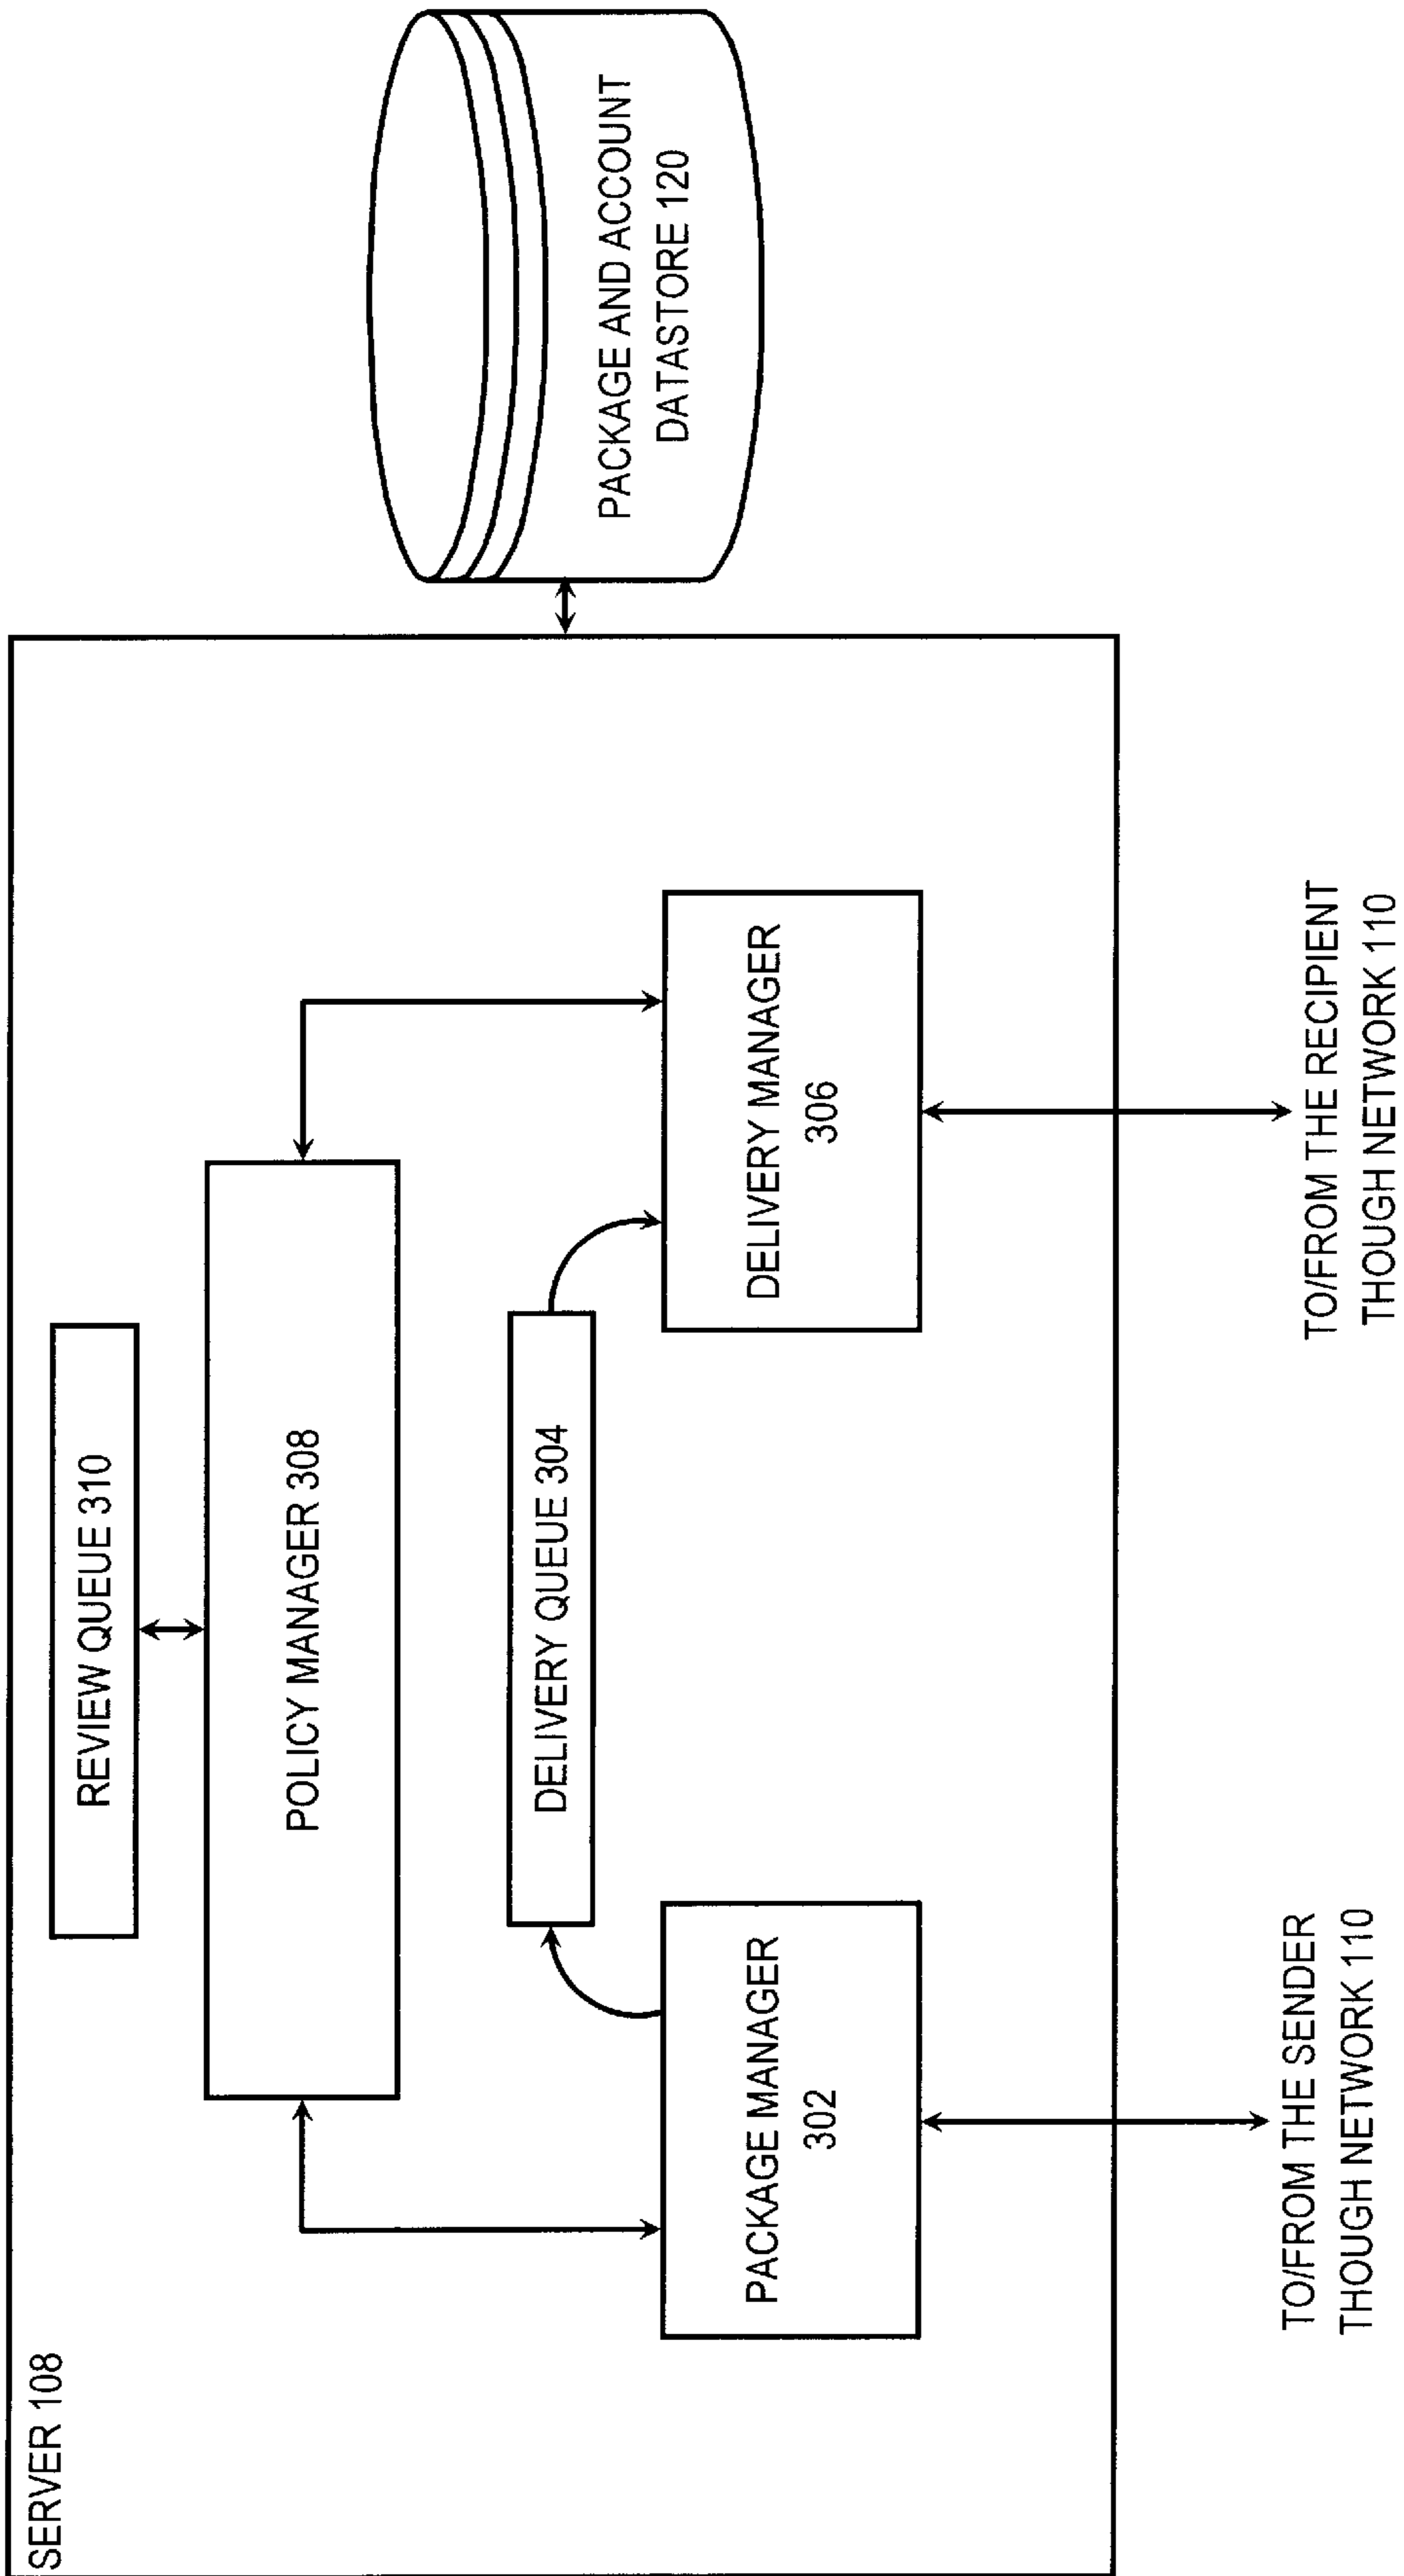 SERVER 108
REVIEW QUEUE 310
POLICY MANAGER 308
DELIVERY QUEUE 304
PACKAGE MANAGER
302
DELIVERY MANAGER
306
PACKAGE AND ACCOUNT
DATASTORE 120
TO/FROM THE SENDER
THOUGH NETWORK 110
TO/FROM THE RECIPIENT
THOUGH NETWORK 110